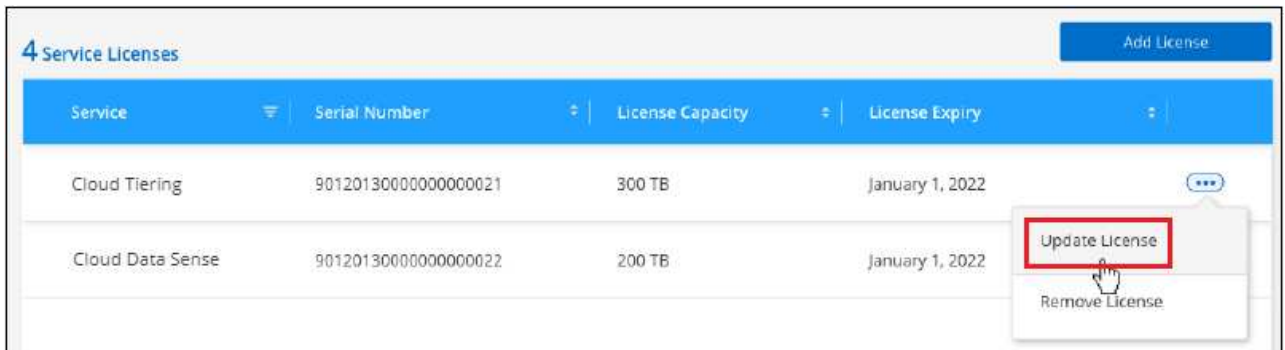 4 Service Licenses
Add License
Service Serial Number License Capacity License Expiry
Cloud Tiering 90120130000000000021 300 TB January 1, 2022
Update License
Cloud Data Sense 90120130000000000022 200 TB January 1, 2022
Remove License